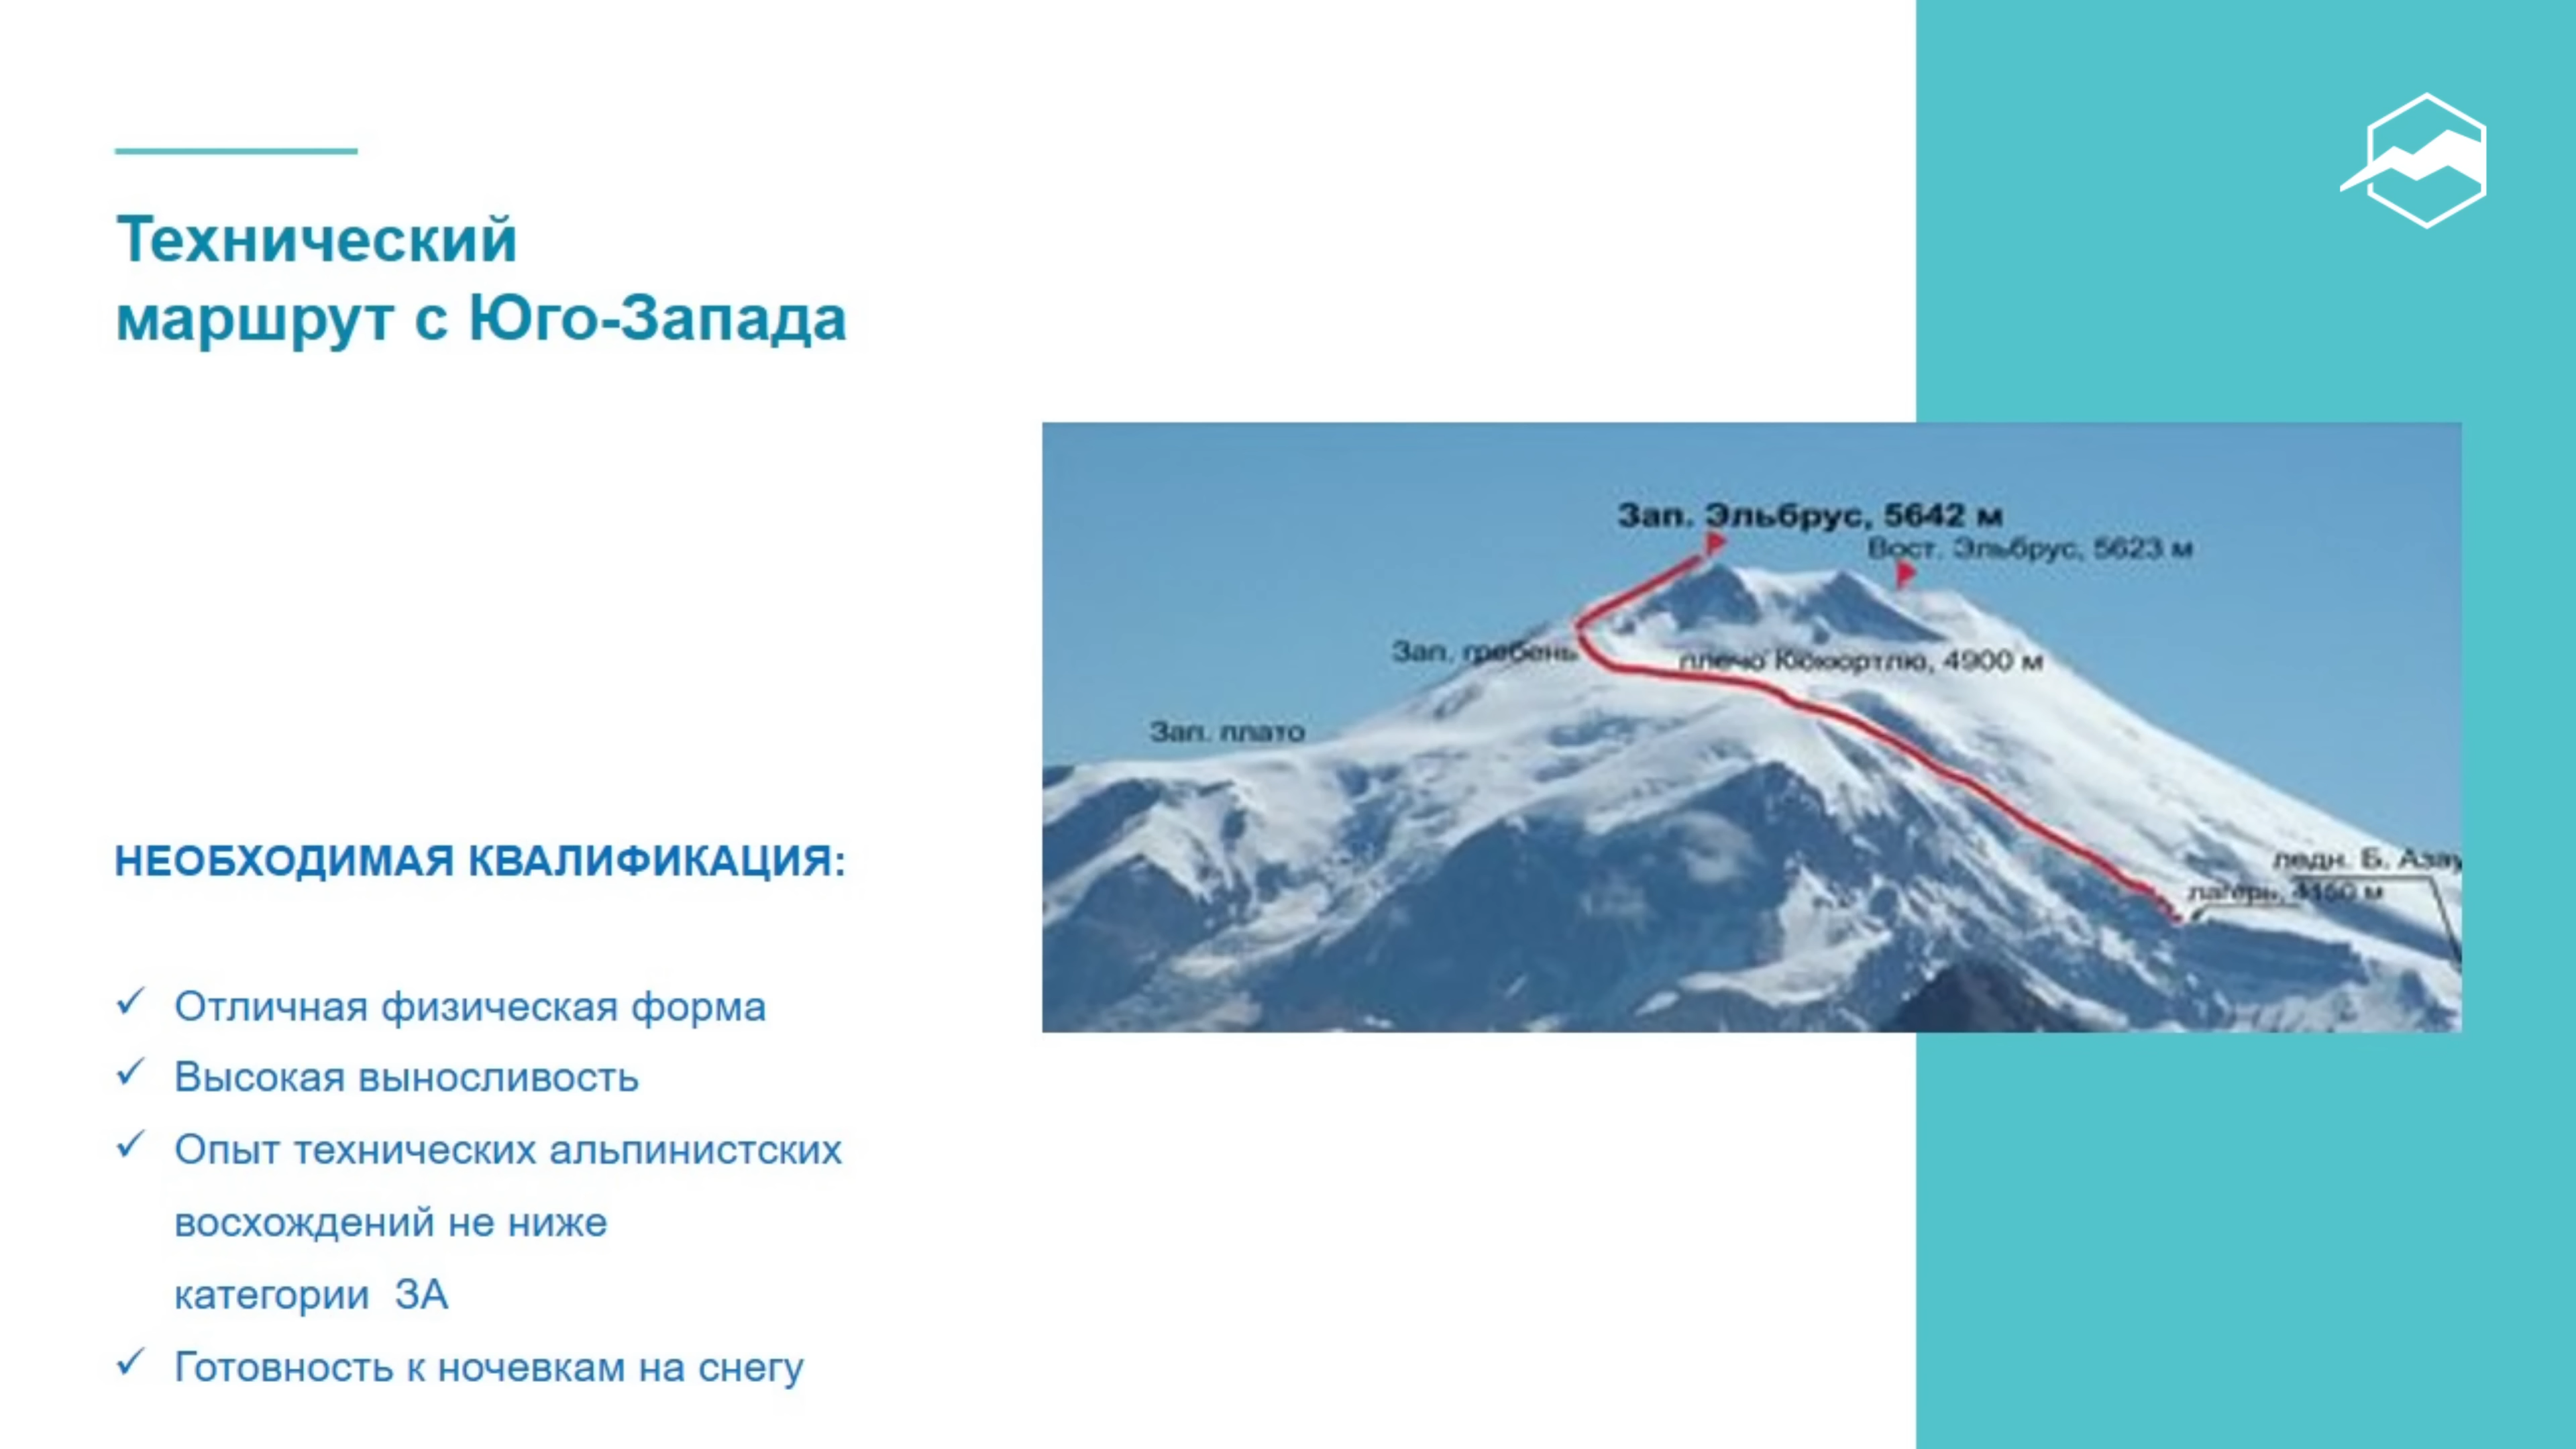 Технический
маршрут с Юго-Запада
Зап. Эльбрус, 5642 м
Вост. Эльбрус, 5623 м
Зап. гребень
плечо Кюкюртлю, 4900 м
Зап. плато
ледн. Б. Азау
лагерь, 4150 м
НЕОБХОДИМАЯ КВАЛИФИКАЦИЯ:
✓ Отличная физическая форма
✓ Высокая выносливость
✓ Опыт технических альпинистских
восхождений не ниже
категории 3А
✓ Готовность к ночевкам на снегу